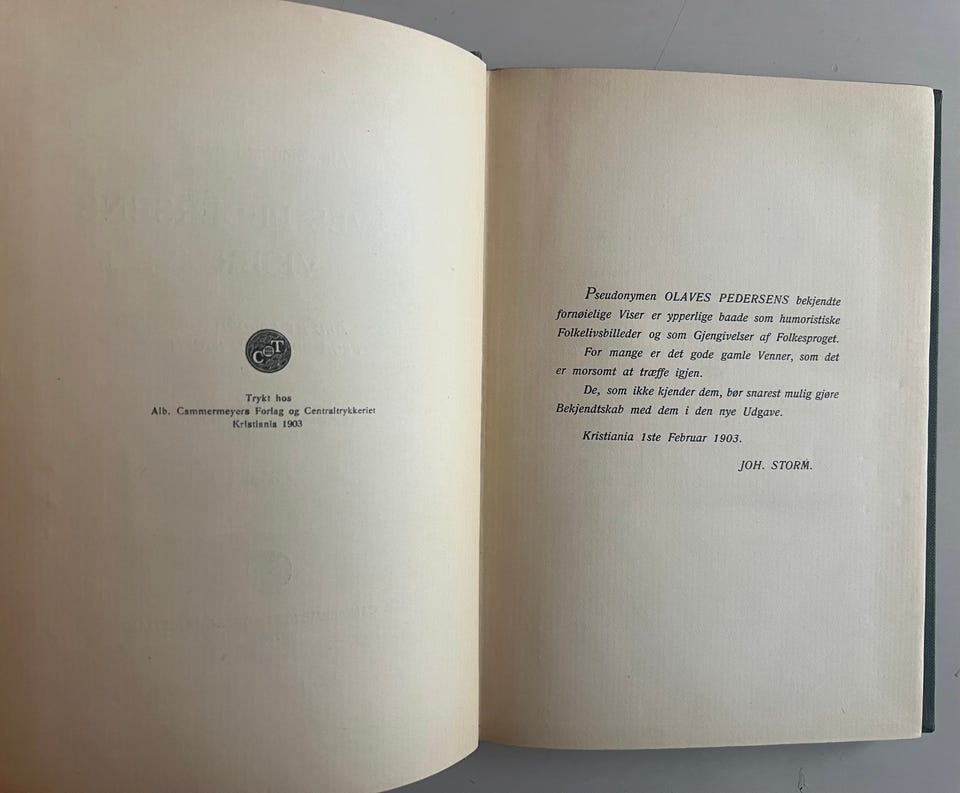 C&T
Trykt hos
Alb. Cammermeyers Forlag og Centraltrykkeriet
Kristiania 1903
Pseudonymen OLAVES PEDERSENS bekjendte
fornøielige Viser er ypperlige baade som humoristiske
Folkelivsbilleder og som Gjengivelser af Folkesproget.
For mange er det gode gamle Venner, som det
er morsomt at træffe igjen.
De, som ikke kjender dem, bør snarest mulig gjøre
Bekjendtskab med dem i den nye Udgave.
Kristiania 1ste Februar 1903.
JOH. STORM.